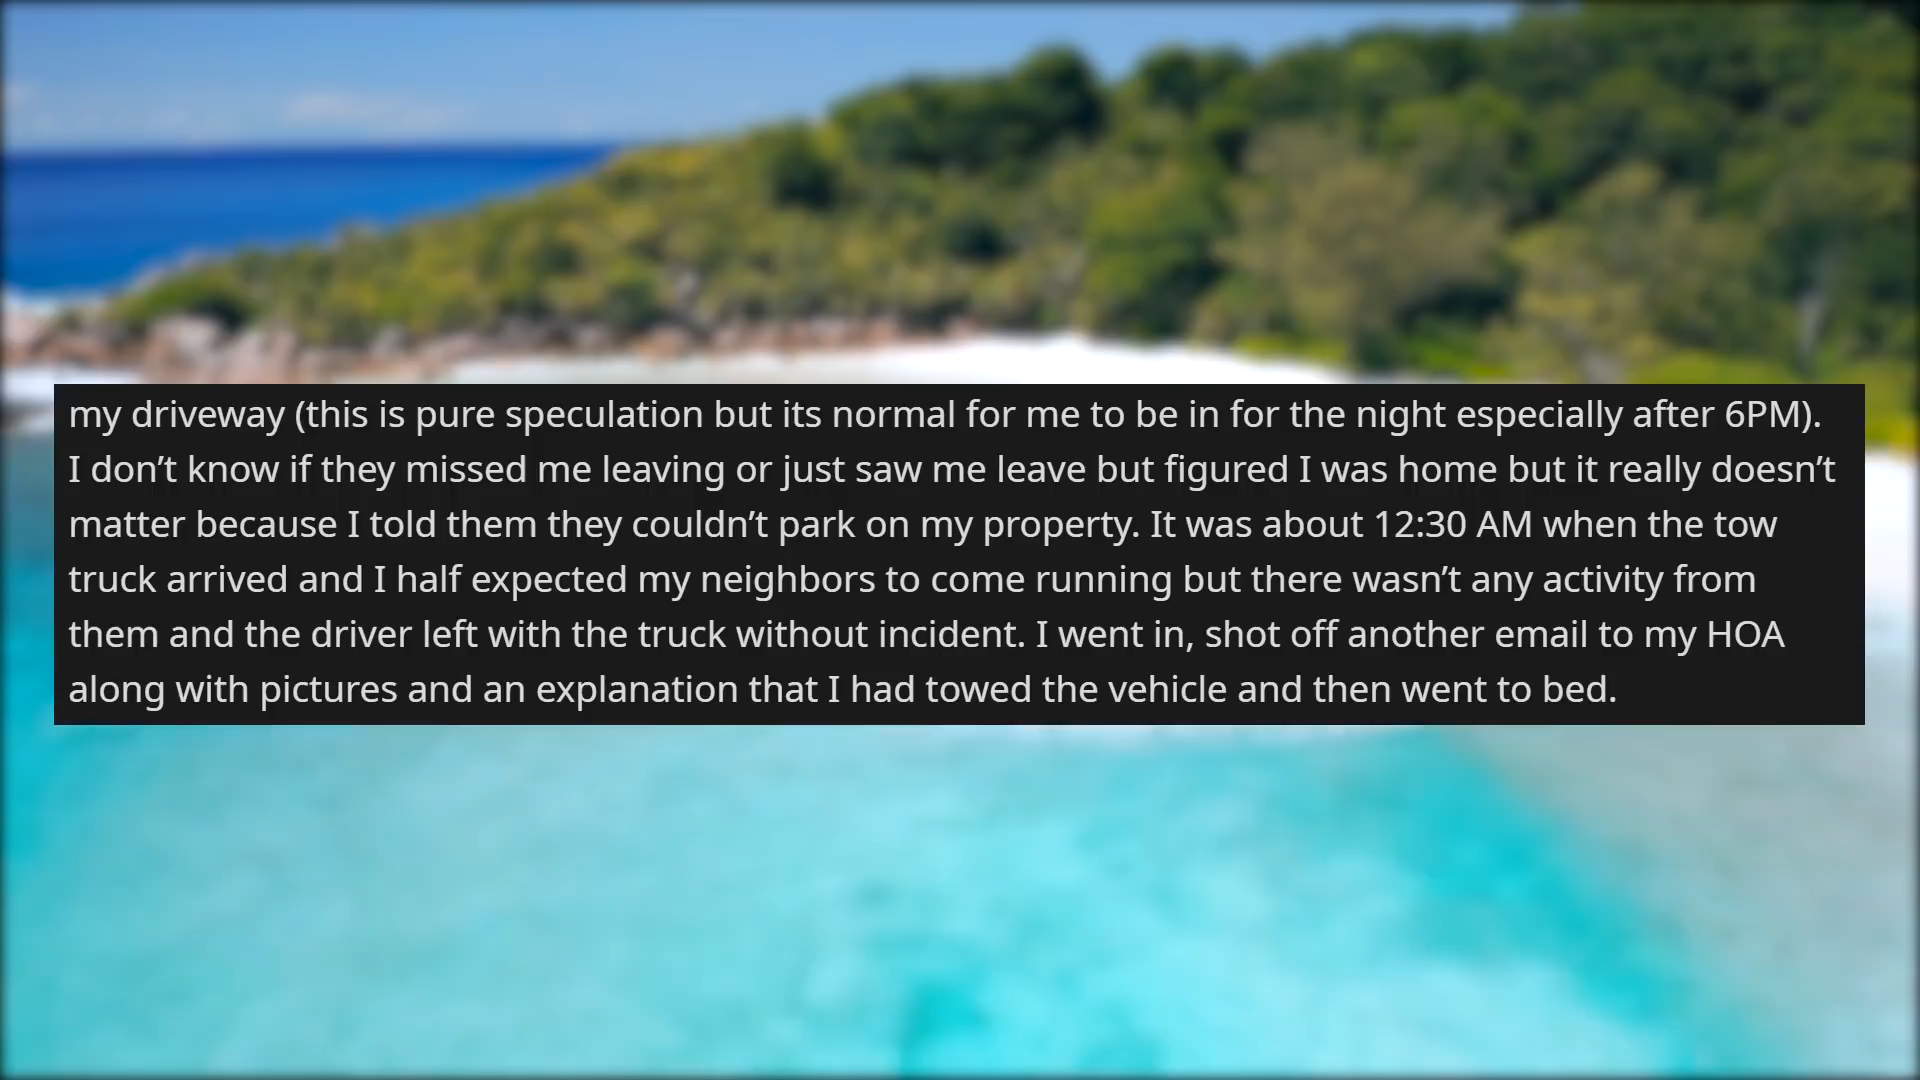 my driveway (this is pure speculation but its normal for me to be in for the night especially after 6PM).
I don’t know if they missed me leaving or just saw me leave but figured I was home but it really doesn’t
matter because I told them they couldn’t park on my property. It was about 12:30 AM when the tow
truck arrived and I half expected my neighbors to come running but there wasn’t any activity from
them and the driver left with the truck without incident. I went in, shot off another email to my HOA
along with pictures and an explanation that I had towed the vehicle and then went to bed.